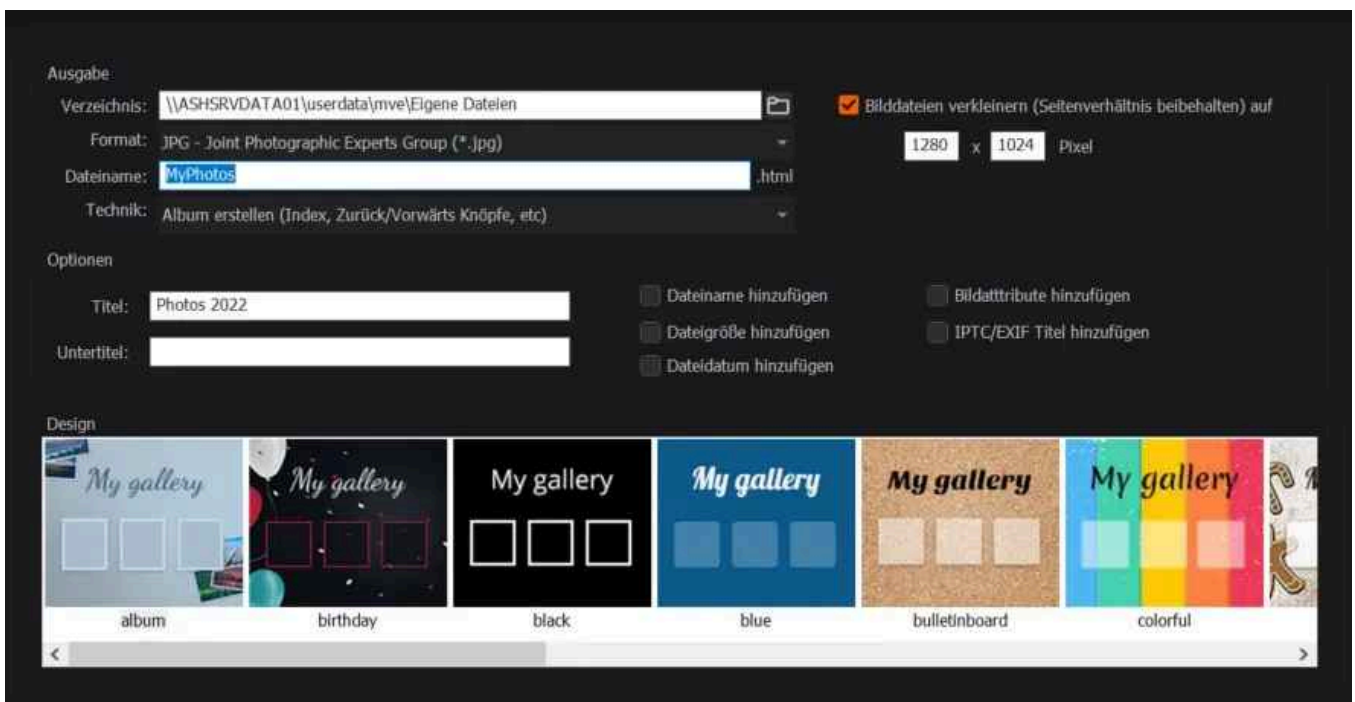 Ausgabe
Verzeichnis: \\ASHSRVDATA01\userdata\mve\Eigene Dateien
Bilddateien verkleinern (Seitenverhältnis beibehalten) auf
Format: JPG - Joint Photographic Experts Group (*.jpg)
1280 x 1024 Pixel
Dateiname: MyPhotos .html
Technik: Album erstellen (Index, Zurück/Vorwärts Knöpfe, etc)
Optionen
Titel: Photos 2022
Dateiname hinzufügen
Bildatttribute hinzufügen
Dateigröße hinzufügen
IPTC/EXIF Titel hinzufügen
Untertitel:
Dateidatum hinzufügen
Design
My gallery
My gallery
My gallery
My gallery
My gallery
My gallery
album
birthday
black
blue
bulletinboard
colorful